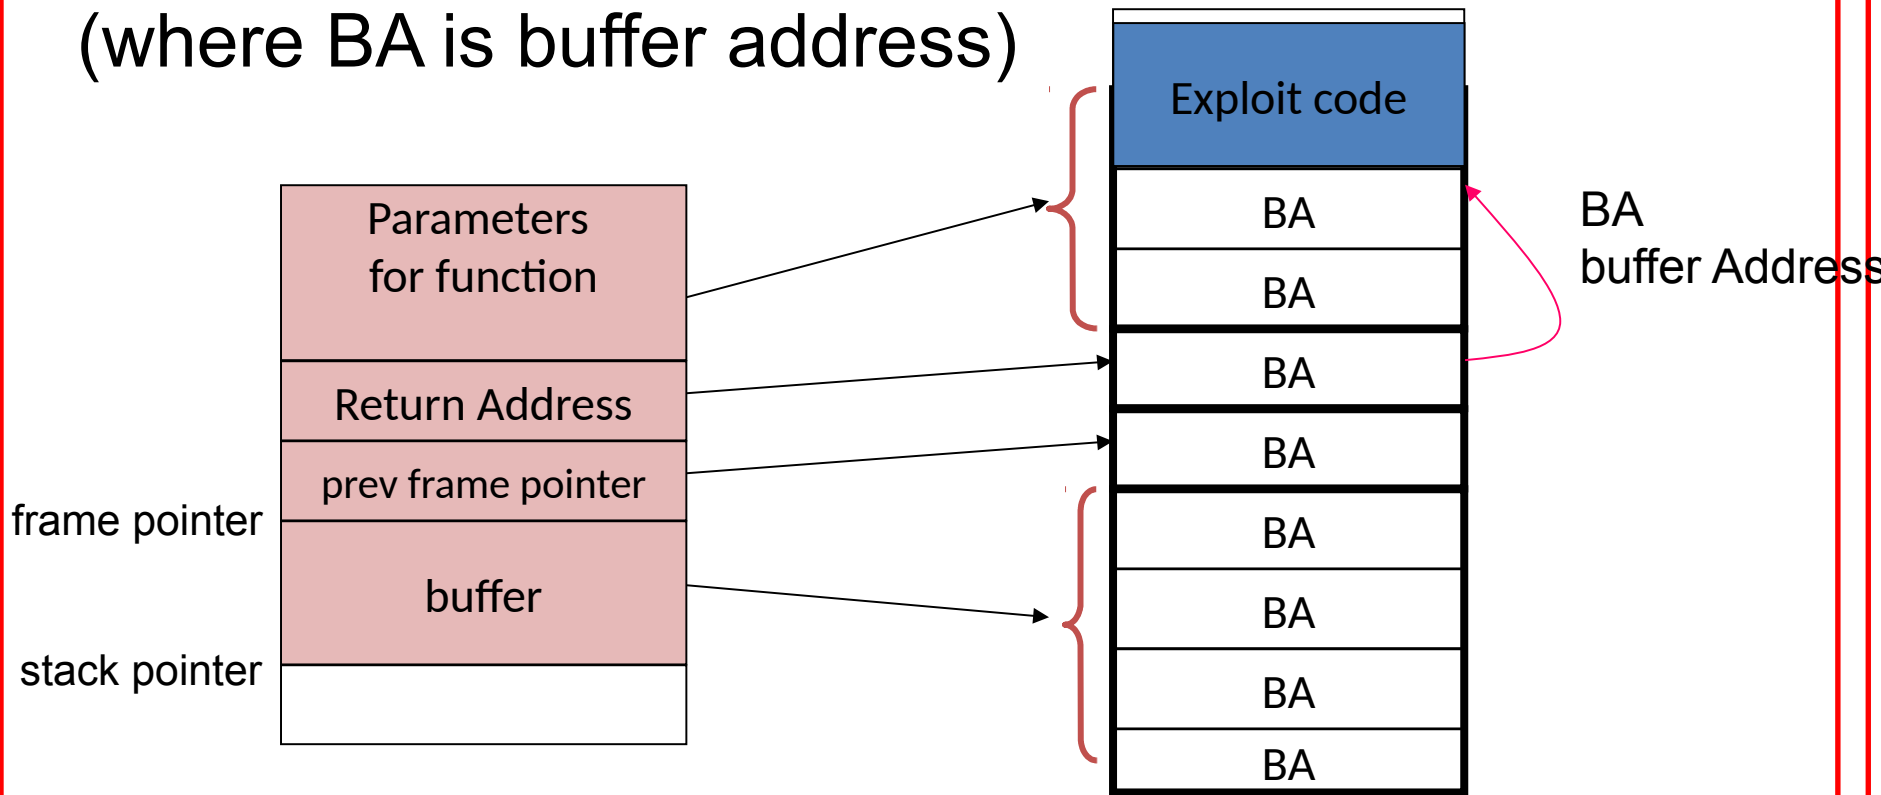 (where BA is buffer address)
Exploit code
Parameters
for function
Return Address
prev frame pointer
buffer
frame pointer
stack pointer
BA
BA
BA
BA
BA
BA
BA
BA
BA
buffer Address